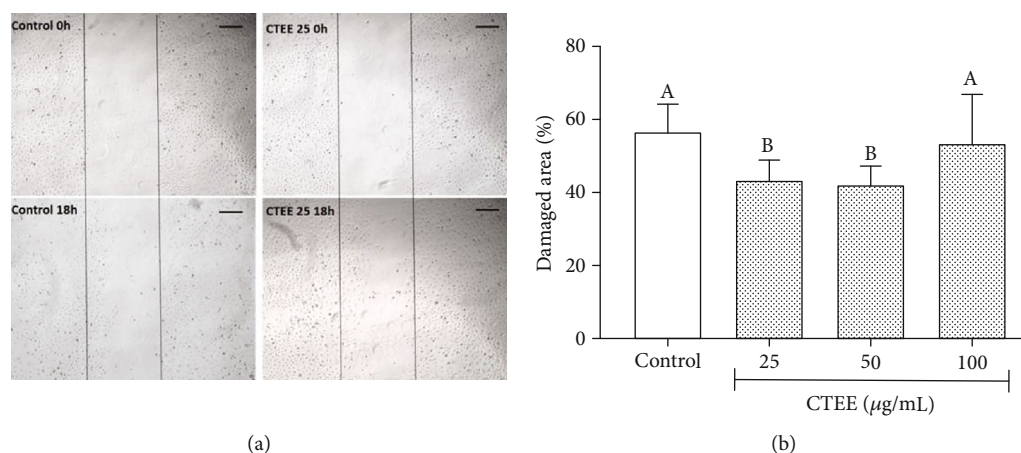 Control 0h
CTEE 25 0h
Control 18h
CTEE 25 18h
(a)
80
60
40
20
0
Damaged area (%)
A
B
B
A
Control
25
50
100
CTEE (μg/mL)
(b)